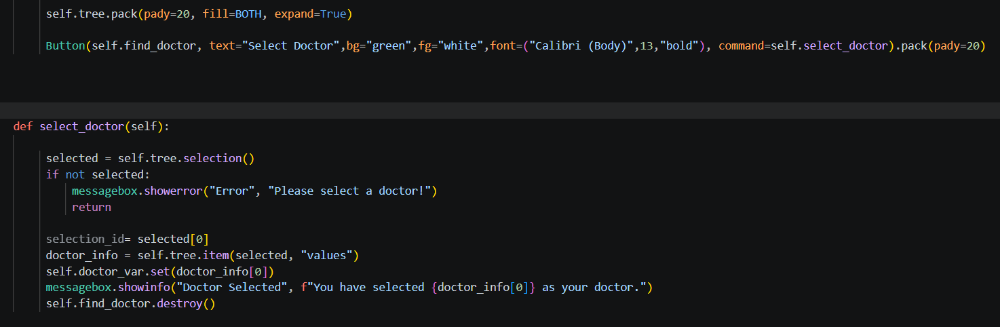 self.tree.pack(pady=20, fill=BOTH, expand=True)
Button(self.find_doctor, text="Select Doctor",bg="green",fg="white",font=("Calibri (Body)",13,"bold"), command=self.select_doctor).pack(pady=20)
def select_doctor(self):
selected = self.tree.selection()
if not selected:
messagebox.showerror("Error", "Please select a doctor!")
return
selection_id= selected[0]
doctor_info = self.tree.item(selected, "values")
self.doctor_var.set(doctor_info[0])
messagebox.showinfo("Doctor Selected", f"You have selected {doctor_info[0]} as your doctor.")
self.find_doctor.destroy()